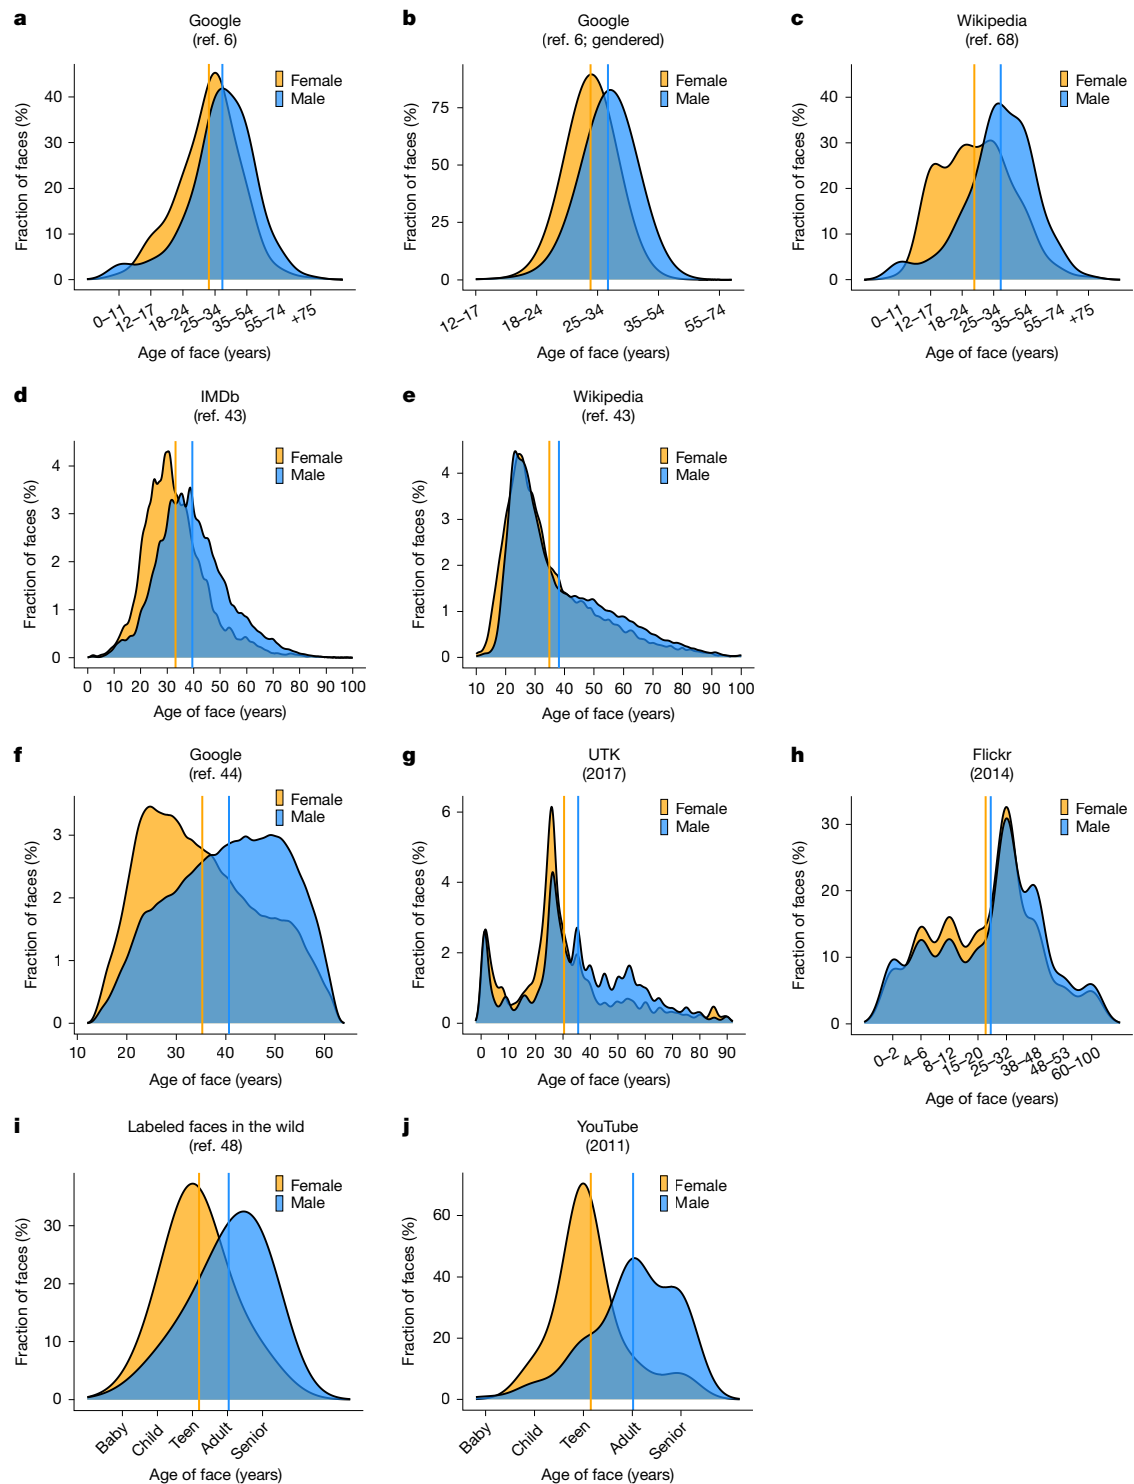 a
Google
(ref. 6)
Female
Male
Fraction of faces (%)
40
30
20
10
0
0–11
12–17
18–24
25–34
35–54
55–74
+75
Age of face (years)
b
Google
(ref. 6; gendered)
Female
Male
Fraction of faces (%)
75
50
25
0
12–17
18–24
25–34
35–54
55–74
Age of face (years)
c
Wikipedia
(ref. 68)
Female
Male
Fraction of faces (%)
40
30
20
10
0
0–11
12–17
18–24
25–34
35–54
55–74
+75
Age of face (years)
d
IMDb
(ref. 43)
Female
Male
Fraction of faces (%)
4
3
2
1
0
0 10 20 30 40 50 60 70 80 90 100
Age of face (years)
e
Wikipedia
(ref. 43)
Female
Male
Fraction of faces (%)
4
3
2
1
0
10 20 30 40 50 60 70 80 90 100
Age of face (years)
f
Google
(ref. 44)
Female
Male
Fraction of faces (%)
3
2
1
0
10 20 30 40 50 60
Age of face (years)
g
UTK
(2017)
Female
Male
Fraction of faces (%)
6
4
2
0
0 10 20 30 40 50 60 70 80 90
Age of face (years)
h
Flickr
(2014)
Female
Male
Fraction of faces (%)
30
20
10
0
0–2
4–6
8–12
15–20
25–32
38–48
48–53
60–100
Age of face (years)
i
Labeled faces in the wild
(ref. 48)
Female
Male
Fraction of faces (%)
30
20
10
0
Baby
Child
Teen
Adult
Senior
Age of face (years)
j
YouTube
(2011)
Female
Male
Fraction of faces (%)
60
40
20
0
Baby
Child
Teen
Adult
Senior
Age of face (years)